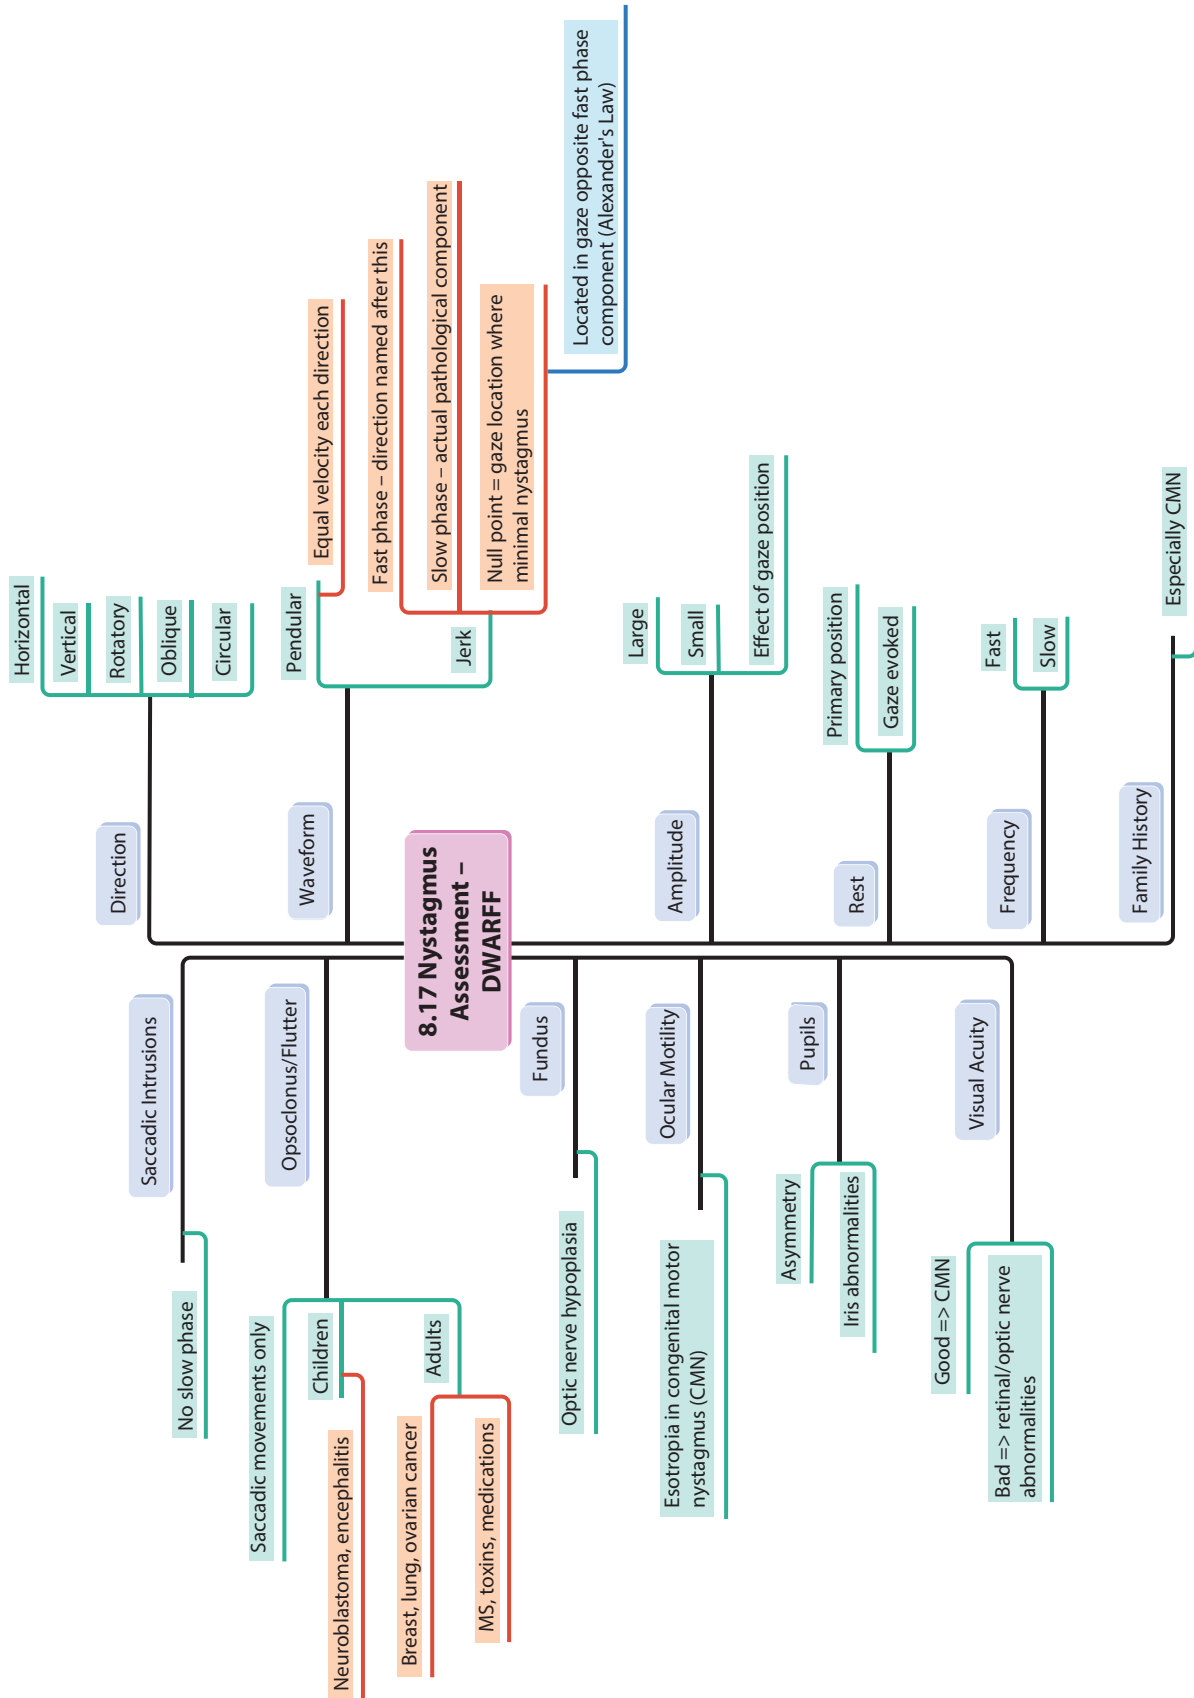 8.17 Nystagmus
Assessment –
DWARFF
Direction
Horizontal
Vertical
Rotatory
Oblique
Circular
Waveform
Pendular
Equal velocity each direction
Jerk
Fast phase – direction named after this
Slow phase – actual pathological component
Null point = gaze location where
minimal nystagmus
Located in gaze opposite fast phase
component (Alexander's Law)
Amplitude
Large
Small
Effect of gaze position
Rest
Primary position
Gaze evoked
Frequency
Fast
Slow
Family History
Especially CMN
Saccadic Intrusions
No slow phase
Opsoclonus/Flutter
Saccadic movements only
Children
Neuroblastoma, encephalitis
Adults
Breast, lung, ovarian cancer
MS, toxins, medications
Fundus
Optic nerve hypoplasia
Ocular Motility
Esotropia in congenital motor
nystagmus (CMN)
Pupils
Asymmetry
Iris abnormalities
Visual Acuity
Good => CMN
Bad => retinal/optic nerve
abnormalities